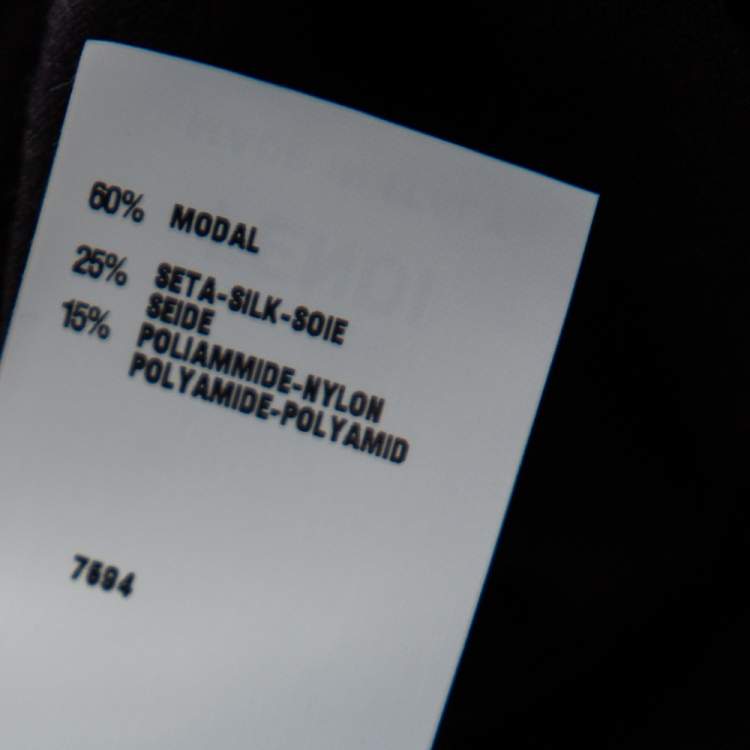 60% MODAL
25% SETA-SILK-SOIE
SEIDE
15% POLIAMMIDE-NYLON
POLYAMIDE-POLYAMID
7594